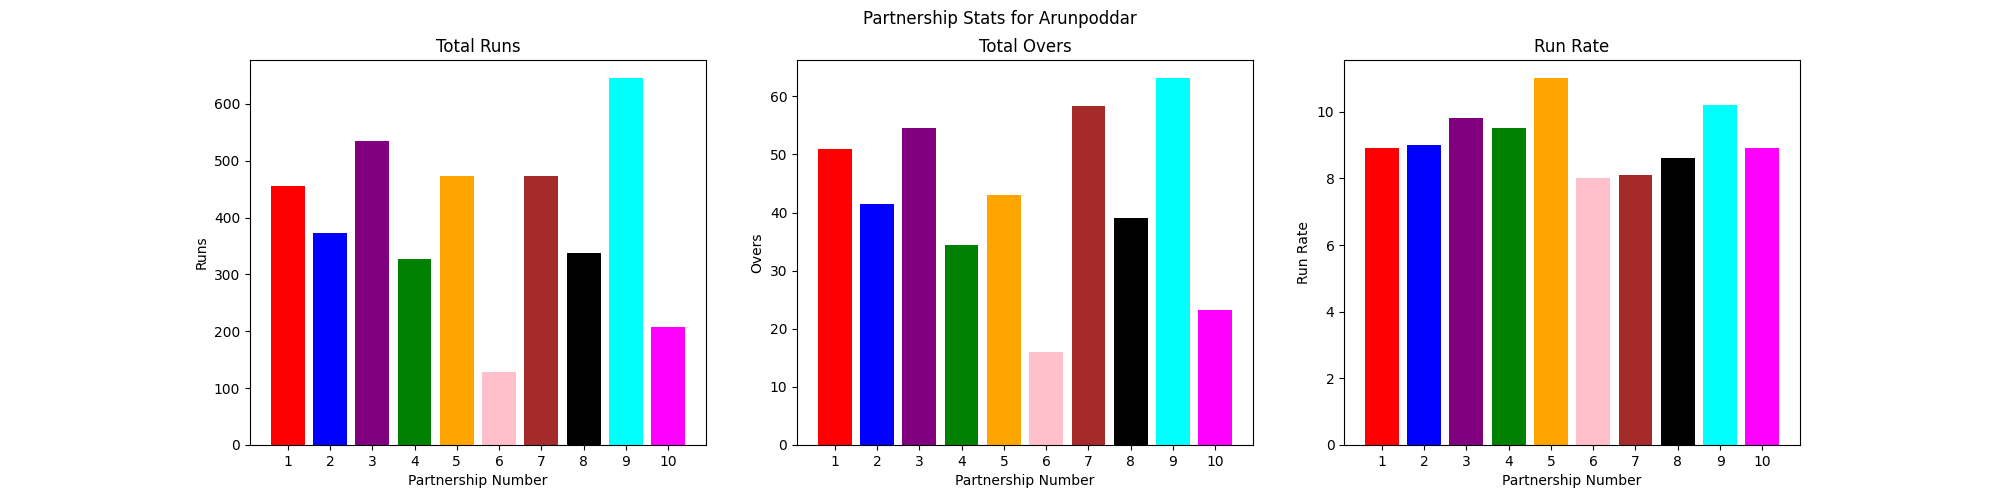 Partnership Stats for Arunpoddar
Total Runs
Runs
600
500
400
300
200
100
0
1 2 3 4 5 6 7 8 9 10
Partnership Number
Total Overs
Overs
60
50
40
30
20
10
0
1 2 3 4 5 6 7 8 9 10
Partnership Number
Run Rate
Run Rate
10
8
6
4
2
0
1 2 3 4 5 6 7 8 9 10
Partnership Number